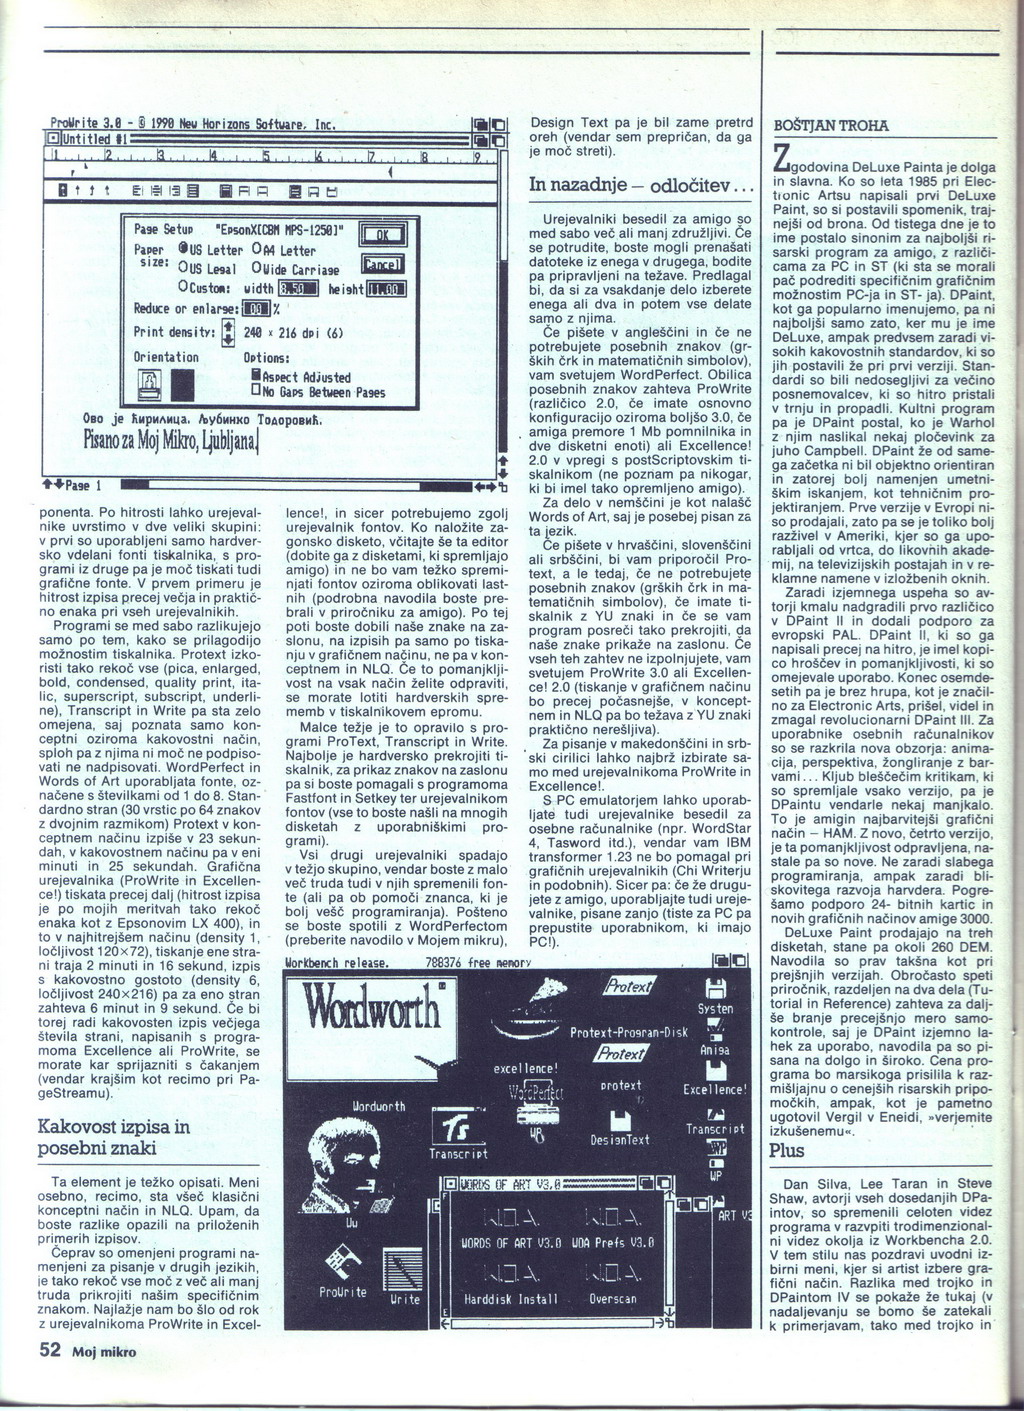 ProWrite 3.0 - © 1990 New Horizons Software, Inc.
Untitled #1
1 2 3 4 5 6 7 8 9
Page Setup "EpsonX[CBM MPS-1250]" OK
Paper size: US Letter A4 Letter
US Legal Wide Carriage Cancel
Custom: width 8.50 height 11.00
Reduce or enlarge: 100 %
Print density: 240 x 216 dpi (6)
Orientation Options:
Aspect Adjusted
No Gaps Between Pages
Ово је ћирилица. Љубинко Тодоровић.
Pisano za Moj Mikro, Ljubljana
Page 1
ponenta. Po hitrosti lahko urejeval-
nike uvrstimo v dve veliki skupini:
v prvi so uporabljeni samo hardver-
sko vdelani fonti tiskalnika, s pro-
grami iz druge pa je moč tiskati tudi
grafične fonte. V prvem primeru je
hitrost izpisa precej večja in praktič-
no enaka pri vseh urejevalnikih.
Programi se med sabo razlikujejo
samo po tem, kako se prilagodijo
možnostim tiskalnika. Protext izko-
risti tako rekoč vse (pica, enlarged,
bold, condensed, quality print, ita-
lic, superscript, subscript, underli-
ne), Transcript in Write pa sta zelo
omejena, saj poznata samo kon-
ceptni oziroma kakovostni način,
sploh pa z njima ni moč ne podpiso-
vati ne nadpisovati. WordPerfect in
Words of Art uporabljata fonte, oz-
načene s številkami od 1 do 8. Stan-
dardno stran (30 vrstic po 64 znakov
z dvojnim razmikom) Protext v kon-
ceptnem načinu izpiše v 23 sekun-
dah, v kakovostnem načinu pa v eni
minuti in 25 sekundah. Grafična
urejevalnika (ProWrite in Excellen-
ce!) tiskata precej dalj (hitrost izpisa
je po mojih meritvah tako rekoč
enaka kot z Epsonovim LX 400), in
to v najhitrejšem načinu (density 1,
ločljivost 120×72), tiskanje ene stra-
ni traja 2 minuti in 16 sekund, izpis
s kakovostno gostoto (density 6,
ločljivost 240×216) pa za eno stran
zahteva 6 minut in 9 sekund. Če bi
torej radi kakovosten izpis večjega
števila strani, napisanih s progra-
moma Excellence ali ProWrite, se
morate kar sprijazniti s čakanjem
(vendar krajšim kot recimo pri Pa-
geStreamu).
Kakovost izpisa in
posebni znaki
Ta element je težko opisati. Meni
osebno, recimo, sta všeč klasični
konceptni način in NLQ. Upam, da
boste razlike opazili na priloženih
primerih izpisov.
Čeprav so omenjeni programi na-
menjeni za pisanje v drugih jezikih,
je tako rekoč vse moč z več ali manj
truda prikrojiti našim specifičnim
znakom. Najlažje nam bo šlo od rok
z urejevalnikoma ProWrite in Excel-
lence!, in sicer potrebujemo zgolj
urejevalnik fontov. Ko naložite za-
gonsko disketo, včitajte še ta editor
(dobite ga z disketami, ki spremljajo
amigo) in ne bo vam težko spremi-
njati fontov oziroma oblikovati last-
nih (podrobna navodila boste pre-
brali v priročniku za amigo). Po tej
poti boste dobili naše znake na za-
slonu, na izpisih pa samo po tiska-
nju v grafičnem načinu, ne pa v kon-
ceptnem in NLQ. Če to pomanjklji-
vost na vsak način želite odpraviti,
se morate lotiti hardverskih spre-
memb v tiskalnikovem epromu.
Malce težje je to opravilo s pro-
grami ProText, Transcript in Write.
Najbolje je hardversko prekrojiti ti-
skalnik, za prikaz znakov na zaslonu
pa si boste pomagali s programoma
Fastfont in Setkey ter urejevalnikom
fontov (vse to boste našli na mnogih
disketah z uporabniškimi pro-
grami).
Vsi drugi urejevalniki spadajo
v težjo skupino, vendar boste z malo
več truda tudi v njih spremenili fon-
te (ali pa ob pomoči znanca, ki je
bolj vešč programiranja). Pošteno
se boste spotili z WordPerfectom
(preberite navodilo v Mojem mikru),
Design Text pa je bil zame pretrd
oreh (vendar sem prepričan, da ga
je moč streti).
In nazadnje – odločitev ...
Urejevalniki besedil za amigo so
med sabo več ali manj združljivi. Če
se potrudite, boste mogli prenašati
datoteke iz enega v drugega, bodite
pa pripravljeni na težave. Predlagal
bi, da si za vsakdanje delo izberete
enega ali dva in potem vse delate
samo z njima.
Če pišete v angleščini in če ne
potrebujete posebnih znakov (gr-
ških črk in matematičnih simbolov),
vam svetujem WordPerfect. Obilica
posebnih znakov zahteva ProWrite
(različico 2.0, če imate osnovno
konfiguracijo oziroma boljšo 3.0, če
amiga premore 1 Mb pomnilnika in
dve disketni enoti) ali Excellence!
2.0 v vpregi s postScriptovskim ti-
skalnikom (ne poznam pa nikogar,
ki bi imel tako opremljeno amigo).
Za delo v nemščini je kot nalašč
Words of Art, saj je posebej pisan za
ta jezik.
Če pišete v hrvaščini, slovenščini
ali srbščini, bi vam priporočil Pro-
text, a le tedaj, če ne potrebujete
posebnih znakov (grških črk in ma-
tematičnih simbolov), če imate ti-
skalnik z YU znaki in če se vam
program posreči tako prekrojiti, da
naše znake prikaže na zaslonu. Če
vseh teh zahtev ne izpolnjujete, vam
svetujem ProWrite 3.0 ali Excellen-
ce! 2.0 (tiskanje v grafičnem načinu
bo precej počasnejše, v koncept-
nem in NLQ pa bo težava z YU znaki
praktično nerešljiva).
Za pisanje v makedonščini in srb-
ski cirilici lahko najbrž izbirate sa-
mo med urejevalnikoma ProWrite in
Excellence!.
S PC emulatorjem lahko uporab-
ljate tudi urejevalnike besedil za
osebne računalnike (npr. WordStar
4, Tasword itd.), vendar vam IBM
transformer 1.23 ne bo pomagal pri
grafičnih urejevalnikih (Chi Writerju
in podobnih). Sicer pa: če že drugu-
jete z amigo, uporabljajte tudi ureje-
valnike, pisane zanjo (tiste za PC pa
prepustite uporabnikom, ki imajo
PC!).
Workbench release. 788376 free memory
Wordworth
Protext
System
Protext-Program-Disk
Protext
Amiga
excellence!
WordPerfect
protext
Excellence!
Wordworth
WP
DesignText
Transcript
Ts
Transcript
WP
WP
WORDS OF ART V3.0
ART V3
W.O.A. W.O.A.
WORDS OF ART V3.0 WOA Prefs V3.0
W.O.A. W.O.A.
Harddisk Install Overscan
Ww
ProWrite
Write
BOŠTJAN TROHA
Zgodovina DeLuxe Painta je dolga
in slavna. Ko so leta 1985 pri Elec-
tronic Artsu napisali prvi DeLuxe
Paint, so si postavili spomenik, traj-
nejši od brona. Od tistega dne je to
ime postalo sinonim za najboljši ri-
sarski program za amigo, z različi-
cama za PC in ST (ki sta se morali
pač podrediti specifičnim grafičnim
možnostim PC-ja in ST- ja). DPaint,
kot ga popularno imenujemo, pa ni
najboljši samo zato, ker mu je ime
DeLuxe, ampak predvsem zaradi vi-
sokih kakovostnih standardov, ki so
jih postavili že pri prvi verziji. Stan-
dardi so bili nedosegljivi za večino
posnemovalcev, ki so hitro pristali
v trnju in propadli. Kultni program
pa je DPaint postal, ko je Warhol
z njim naslikal nekaj pločevink za
juho Campbell. DPaint že od same-
ga začetka ni bil objektno orientiran
in zatorej bolj namenjen umetni-
škim iskanjem, kot tehničnim pro-
jektiranjem. Prve verzije v Evropi ni-
so prodajali, zato pa se je toliko bolj
razživel v Ameriki, kjer so ga upo-
rabljali od vrtca, do likovnih akade-
mij, na televizijskih postajah in v re-
klamne namene v izložbenih oknih.
Zaradi izjemnega uspeha so av-
torji kmalu nadgradili prvo različico
v DPaint II in dodali podporo za
evropski PAL. DPaint II, ki so ga
napisali precej na hitro, je imel kopi-
co hroščev in pomanjkljivosti, ki so
omejevale uporabo. Konec osemde-
setih pa je brez hrupa, kot je značil-
no za Electronic Arts, prišel, videl in
zmagal revolucionarni DPaint III. Za
uporabnike osebnih računalnikov
so se razkrila nova obzorja: anima-
cija, perspektiva, žongliranje z bar-
vami... Kljub bleščečim kritikam, ki
so spremljale vsako verzijo, pa je
DPaintu vendarle nekaj manjkalo.
To je amigin najbarvitejši grafični
način – HAM. Z novo, četrto verzijo,
je ta pomanjkljivost odpravljena, na-
stale pa so nove. Ne zaradi slabega
programiranja, ampak zaradi bli-
skovitega razvoja harvdera. Pogre-
šamo podporo 24- bitnih kartic in
novih grafičnih načinov amige 3000.
DeLuxe Paint prodajajo na treh
disketah, stane pa okoli 260 DEM.
Navodila so prav takšna kot pri
prejšnjih verzijah. Obročasto speti
priročnik, razdeljen na dva dela (Tu-
torial in Reference) zahteva za dalj-
še branje precejšnjo mero samo-
kontrole, saj je DPaint izjemno la-
hek za uporabo, navodila pa so pi-
sana na dolgo in široko. Cena pro-
grama bo marsikoga prisilila k raz-
mišljajnu o cenejših risarskih pripo-
močkih, ampak, kot je pametno
ugotovil Vergil v Eneidi, »verjemite
izkušenemu«.
Plus
Dan Silva, Lee Taran in Steve
Shaw, avtorji vseh dosedanjih DPa-
intov, so spremenili celoten videz
programa v razvpiti trodimenzional-
ni videz okolja iz Workbencha 2.0.
V tem stilu nas pozdravi uvodni iz-
birni meni, kjer si artist izbere gra-
fični način. Razlika med trojko in
DPaintom IV se pokaže že tukaj (v
nadaljevanju se bomo še zatekali
k primerjavam, tako med trojko in
52 Moj mikro